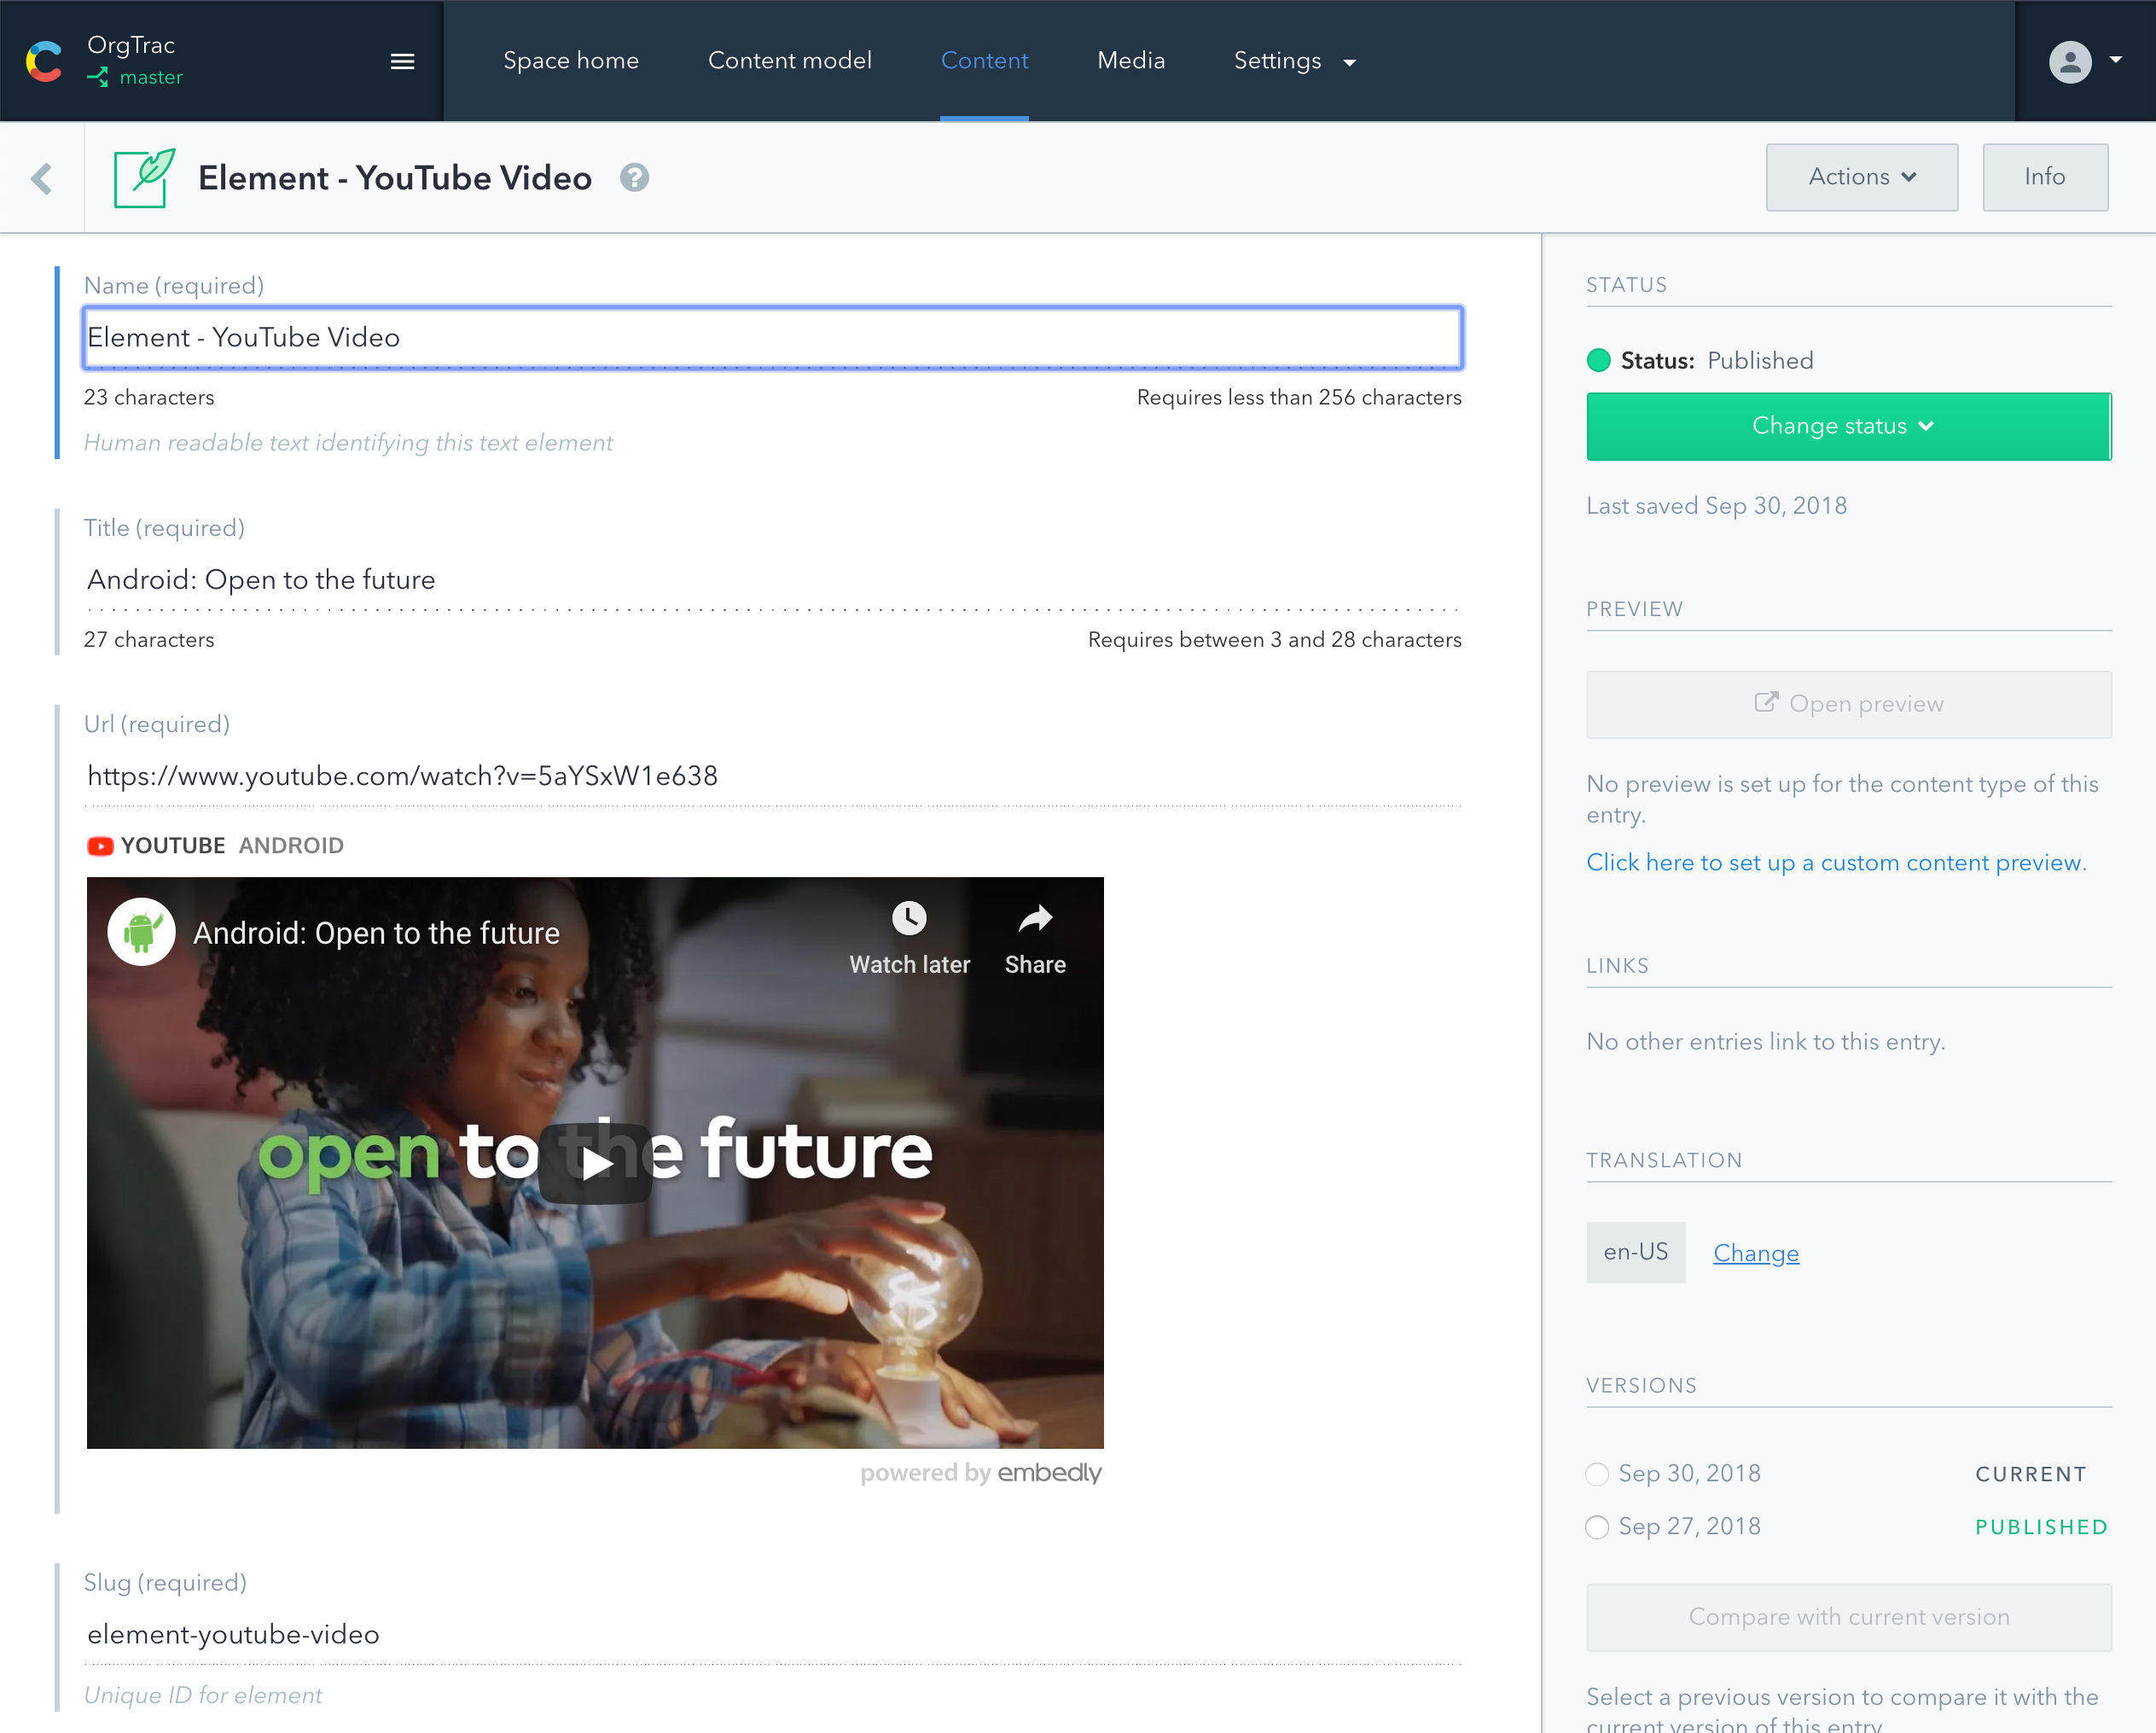 OrgTrac
master
Space home
Content model
Content
Media
Settings
Element - YouTube Video
?
Actions
Info
Name (required)
Element - YouTube Video
23 characters
Requires less than 256 characters
Human readable text identifying this text element
Title (required)
Android: Open to the future
27 characters
Requires between 3 and 28 characters
Url (required)
https://www.youtube.com/watch?v=5aYSxW1e638
YOUTUBE ANDROID
Android: Open to the future
Watch later
Share
open to the future
powered by embedly
Slug (required)
element-youtube-video
Unique ID for element
STATUS
Status: Published
Change status
Last saved Sep 30, 2018
PREVIEW
Open preview
No preview is set up for the content type of this
entry.
Click here to set up a custom content preview.
LINKS
No other entries link to this entry.
TRANSLATION
en-US
Change
VERSIONS
Sep 30, 2018
CURRENT
Sep 27, 2018
PUBLISHED
Compare with current version
Select a previous version to compare it with the
current version of this entry